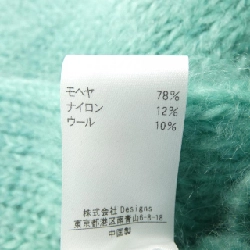 モヘヤ 78%
ナイロン 12%
ウール 10%
株式会社 Designs
東京都港区南青山6-8-18
中国製